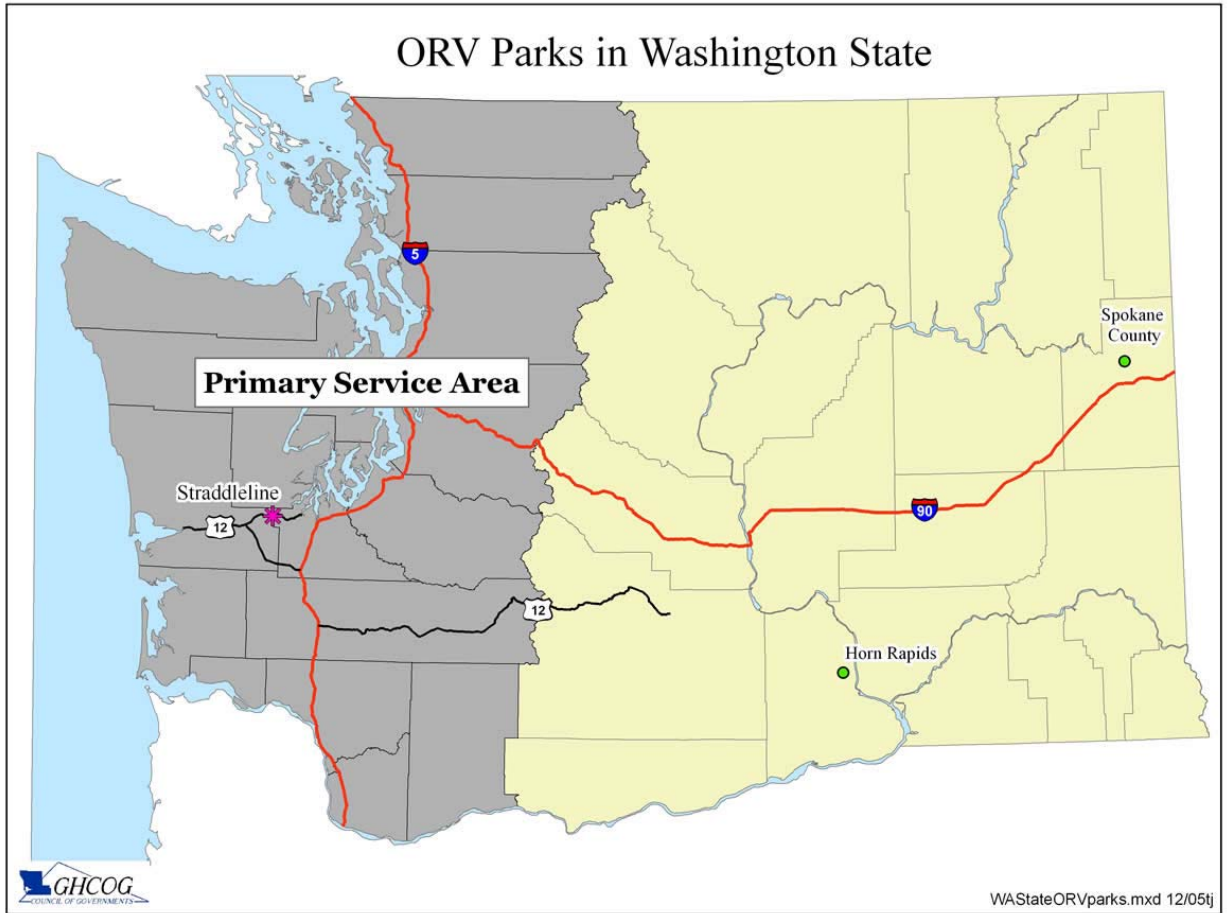 ORV Parks in Washington State
5
Spokane
County
Primary Service Area
Straddleline
12
90
12
Horn Rapids
GHCOG
COUNCIL OF GOVERNMENTS
WAStateORVparks.mxd 12/05tj